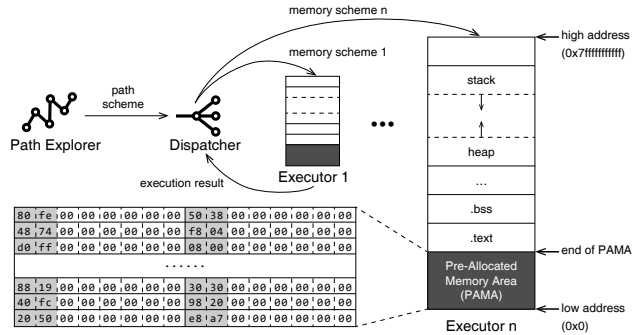 memory scheme n
high address
(0x7fffffffffff)
memory scheme 1
path
scheme
stack
Path Explorer
Dispatcher
...
heap
execution result
Executor 1
...
.bss
.text
80 fe 00 00 00 00 00 00 50 38 00 00 00 00 00 00
48 74 00 00 00 00 00 00 f8 04 00 00 00 00 00 00
d0 ff 00 00 00 00 00 00 08 00 00 00 00 00 00 00
......
88 19 00 00 00 00 00 00 30 30 00 00 00 00 00 00
40 fc 00 00 00 00 00 00 98 20 00 00 00 00 00 00
20 50 00 00 00 00 00 00 e8 a7 00 00 00 00 00 00
end of PAMA
Pre-Allocated
Memory Area
(PAMA)
low address
(0x0)
Executor n